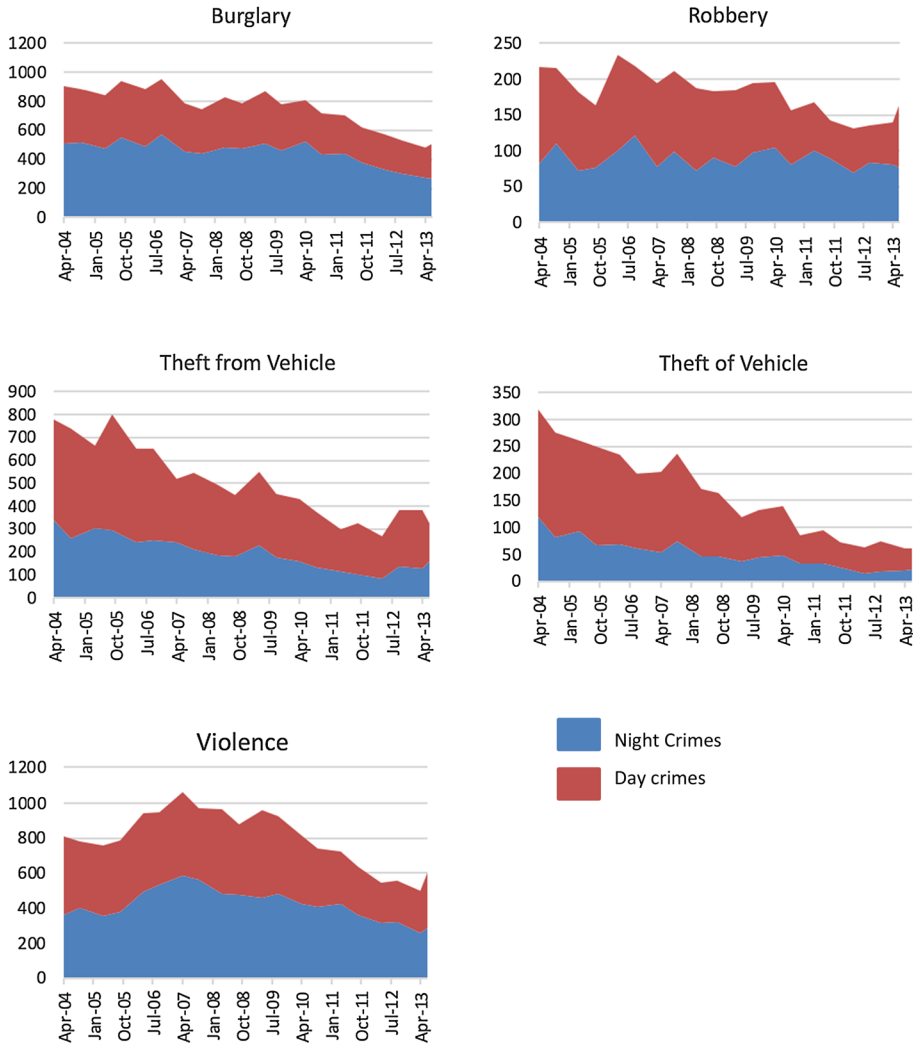 Burglary
1200
1000
800
600
400
200
0
Apr-04
Jan-05
Oct-05
Jul-06
Apr-07
Jan-08
Oct-08
Jul-09
Apr-10
Jan-11
Oct-11
Jul-12
Apr-13
Robbery
250
200
150
100
50
0
Apr-04
Jan-05
Oct-05
Jul-06
Apr-07
Jan-08
Oct-08
Jul-09
Apr-10
Jan-11
Oct-11
Jul-12
Apr-13
Theft from Vehicle
900
800
700
600
500
400
300
200
100
0
Apr-04
Jan-05
Oct-05
Jul-06
Apr-07
Jan-08
Oct-08
Jul-09
Apr-10
Jan-11
Oct-11
Jul-12
Apr-13
Theft of Vehicle
350
300
250
200
150
100
50
0
Apr-04
Jan-05
Oct-05
Jul-06
Apr-07
Jan-08
Oct-08
Jul-09
Apr-10
Jan-11
Oct-11
Jul-12
Apr-13
Violence
1200
1000
800
600
400
200
0
Apr-04
Jan-05
Oct-05
Jul-06
Apr-07
Jan-08
Oct-08
Jul-09
Apr-10
Jan-11
Oct-11
Jul-12
Apr-13
Night Crimes
Day crimes